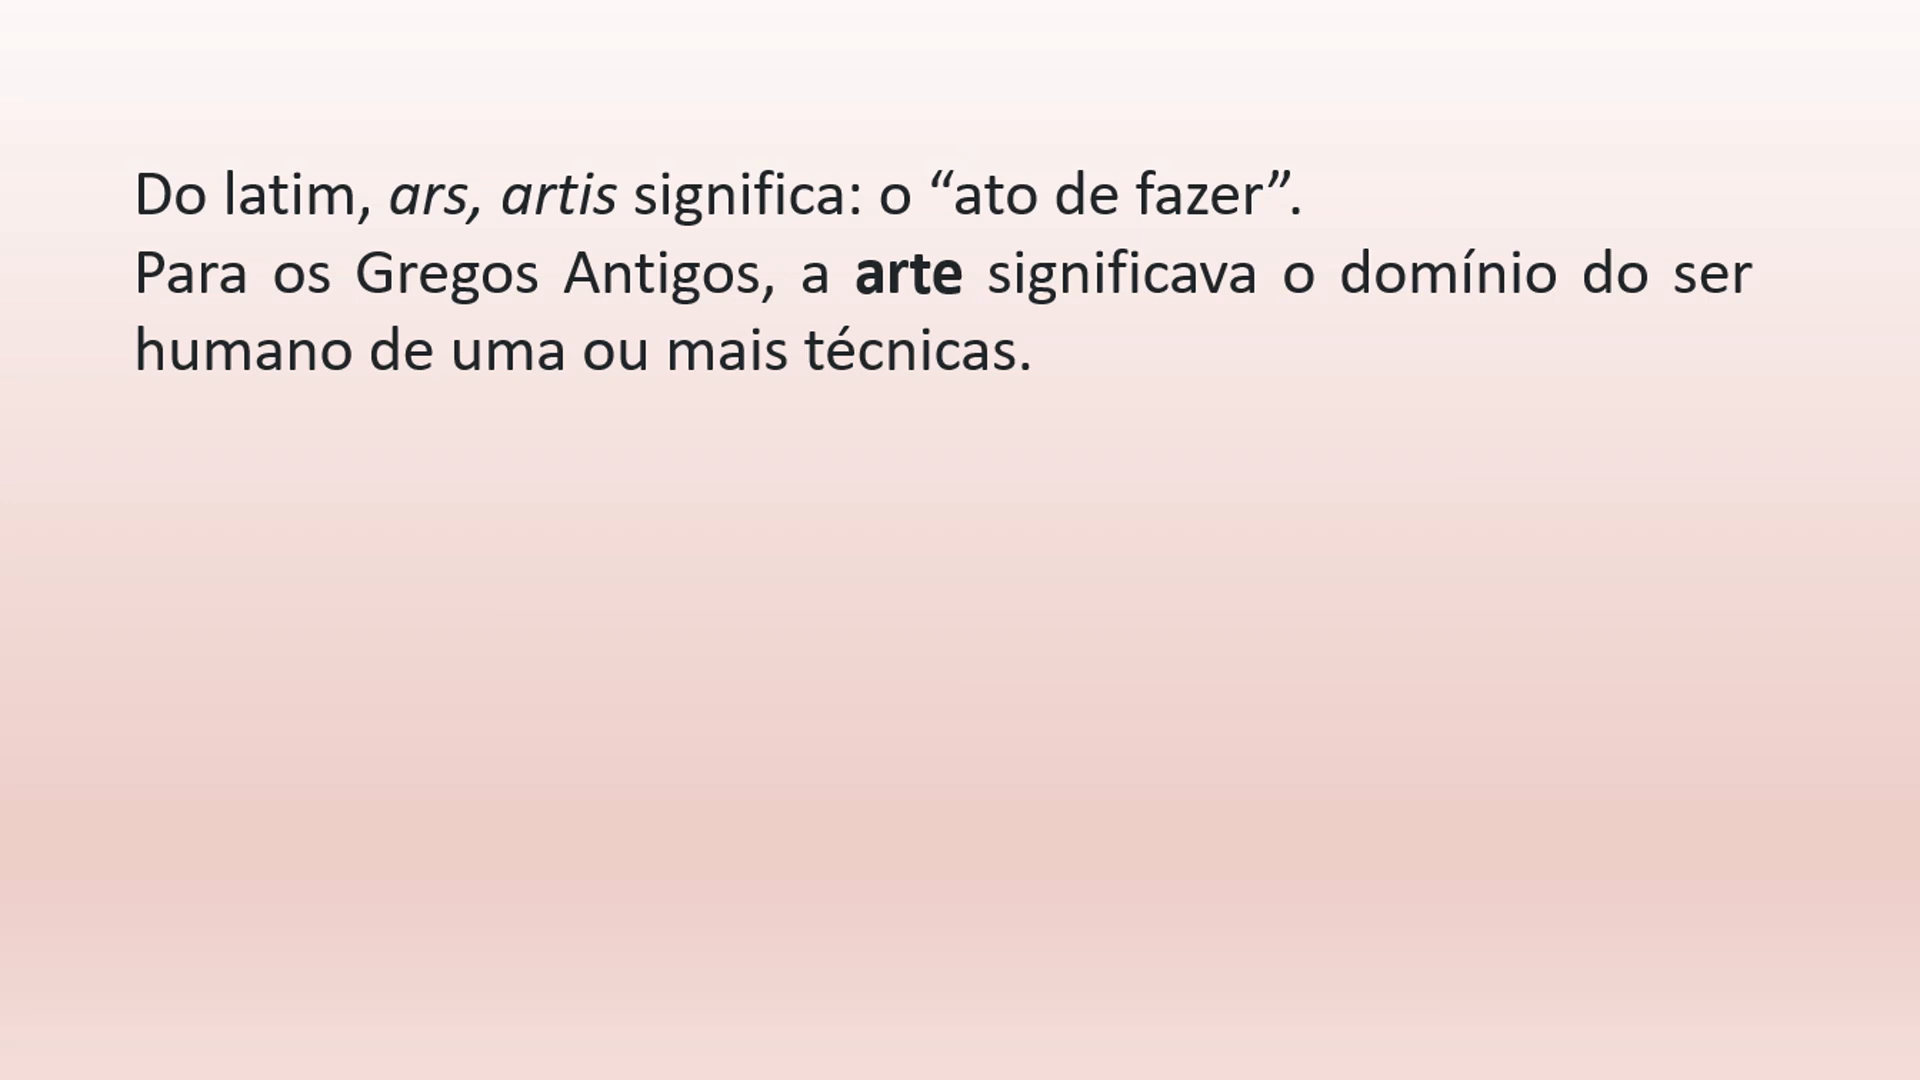 Do latim, ars, artis significa: o “ato de fazer”.
Para os Gregos Antigos, a arte significava o domínio do ser
humano de uma ou mais técnicas.